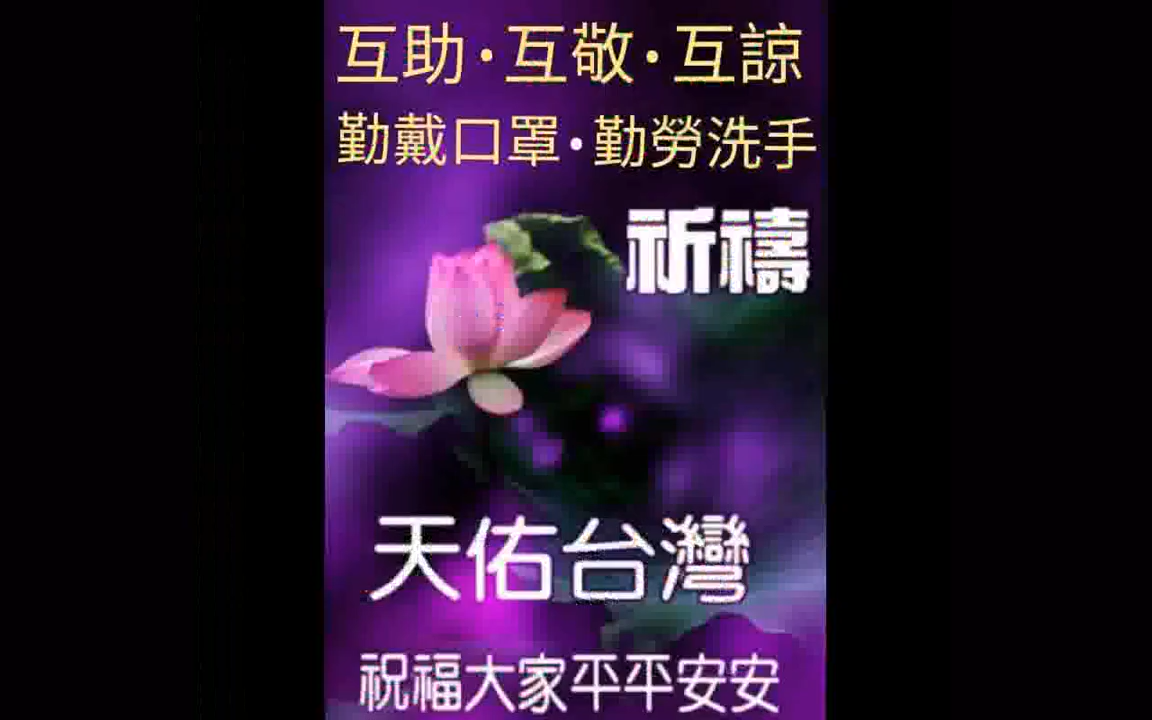 互助·互敬·互諒
勤戴口罩·勤勞洗手
祈禱
天佑台灣
祝福大家平平安安